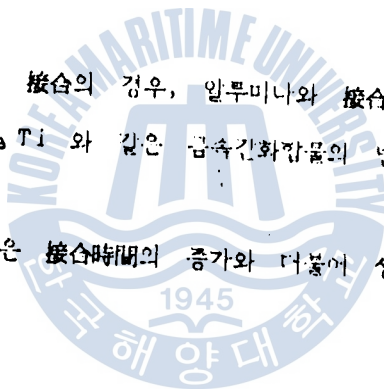 接合의 경우, 알루미나와 接合
Ti 와 같은 금속간화합물의
은 接合時間의 증가와 더불어
KOREA MARITIME UNIVERSITY
1945
한국해양대학교